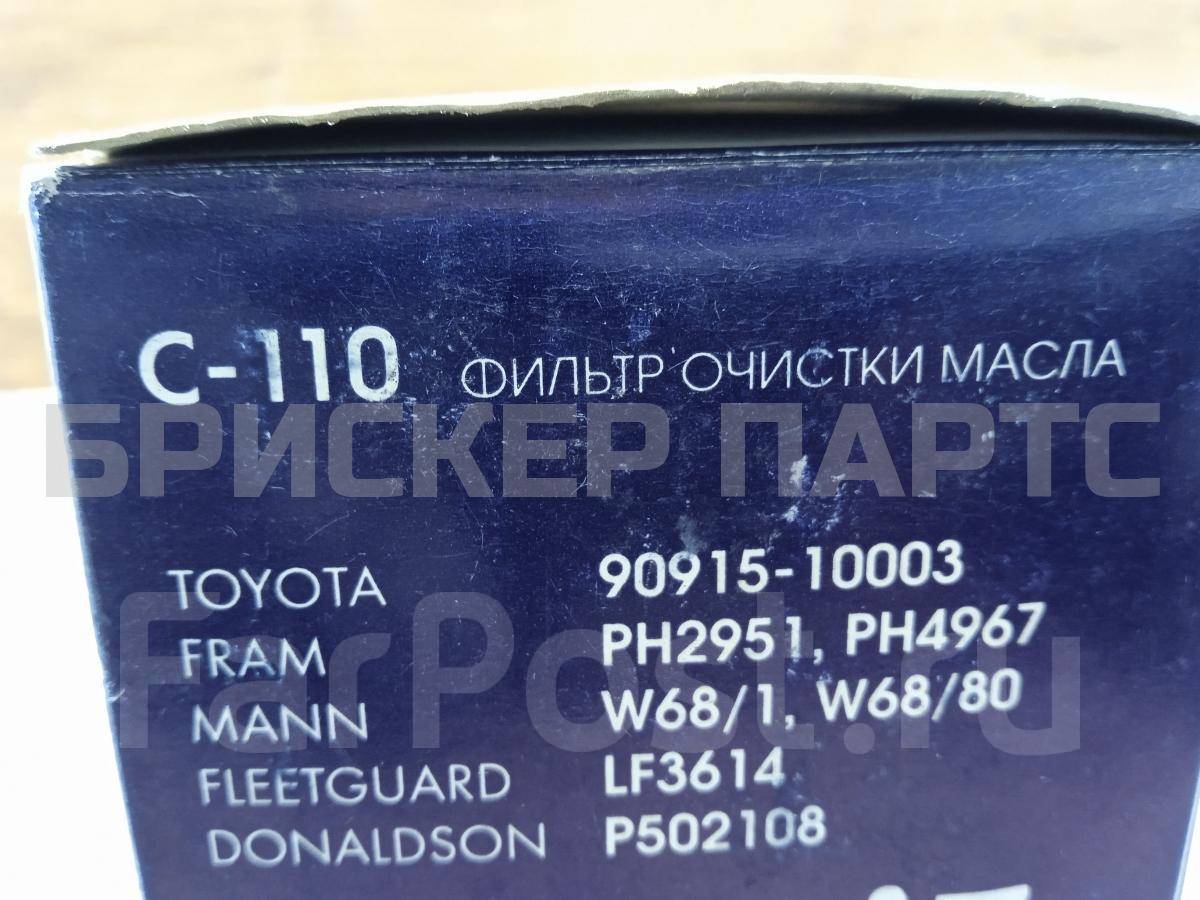 C-110 ФИЛЬТР ОЧИСТКИ МАСЛА
БРИСКЕР ПАРТС
TOYOTA 90915-10003
FRAM PH2951, PH4967
FarPost.ru
MANN W68/1, W68/80
FLEETGUARD LF3614
DONALDSON P502108